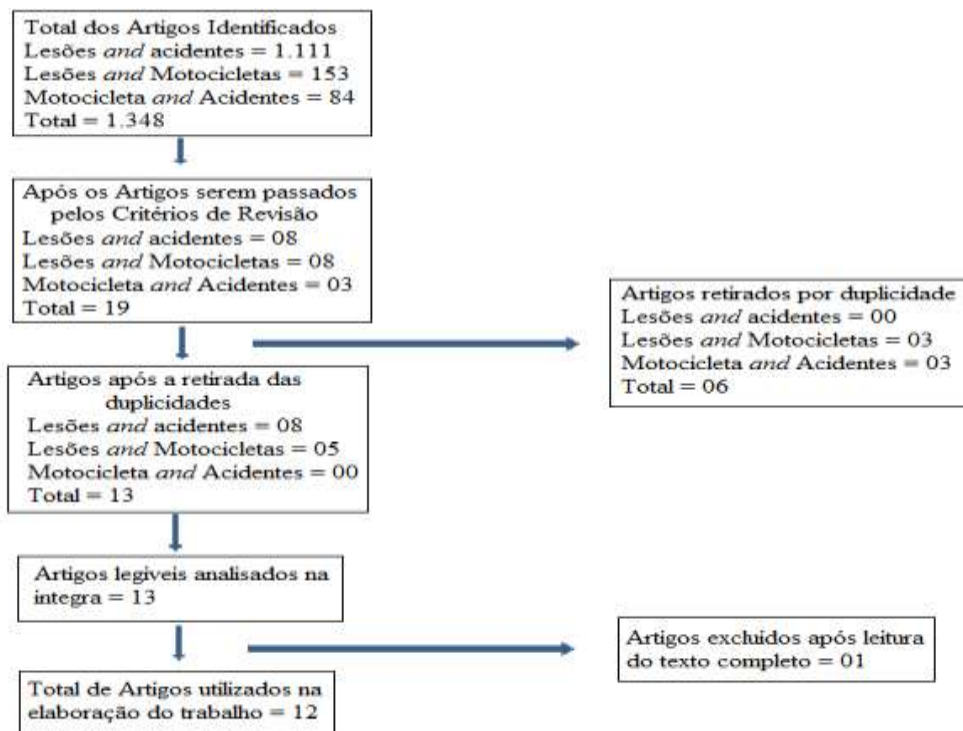 Total dos Artigos Identificados
Lesões and acidentes = 1.111
Lesões and Motocicletas = 153
Motocicleta and Acidentes = 84
Total = 1.348
Após os Artigos serem passados
pelos Critérios de Revisão
Lesões and acidentes = 08
Lesões and Motocicletas = 08
Motocicleta and Acidentes = 03
Total = 19
Artigos retirados por duplicidade
Lesões and acidentes = 00
Lesões and Motocicletas = 03
Motocicleta and Acidentes = 03
Total = 06
Artigos após a retirada das
duplicidades
Lesões and acidentes = 08
Lesões and Motocicletas = 05
Motocicleta and Acidentes = 00
Total = 13
Artigos legiveis analisados na
integra = 13
Artigos excluidos após leitura
do texto completo = 01
Total de Artigos utilizados na
elaboração do trabalho = 12